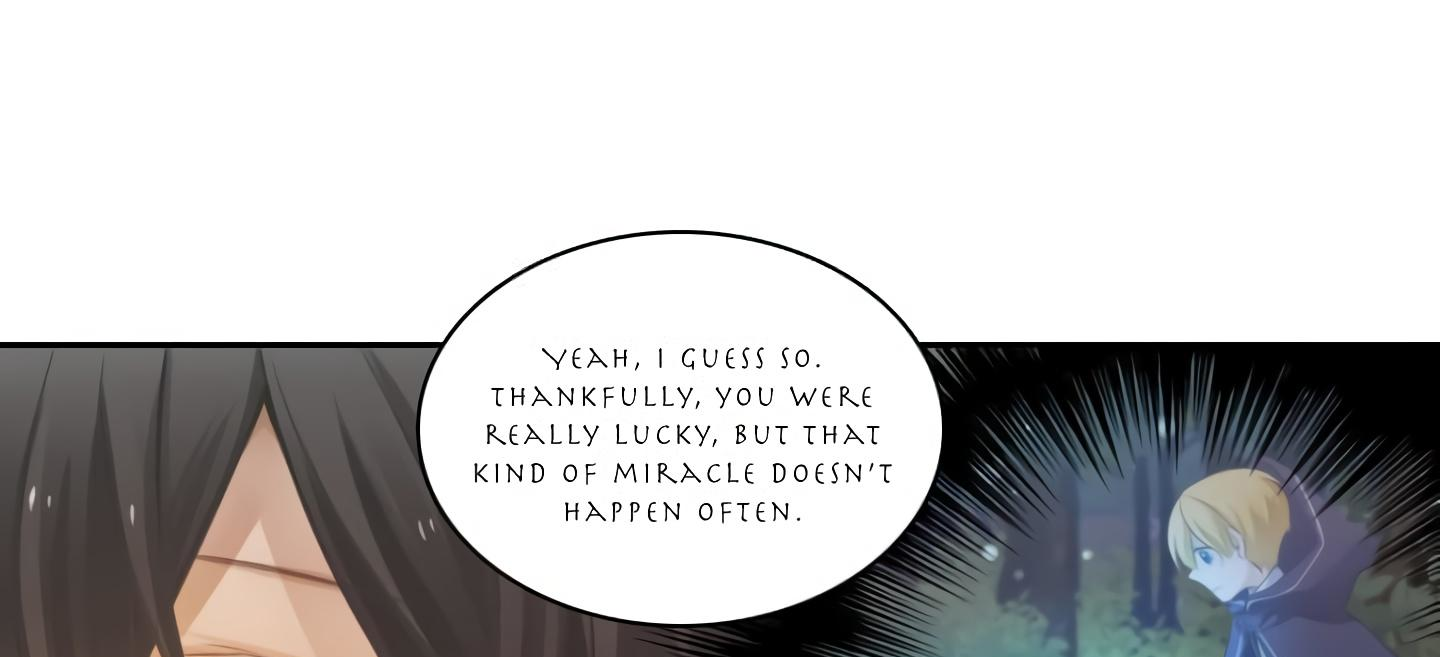 Yeah, I guess so.
Thankfully, you were
really lucky, but that
kind of miracle doesn't
happen often.